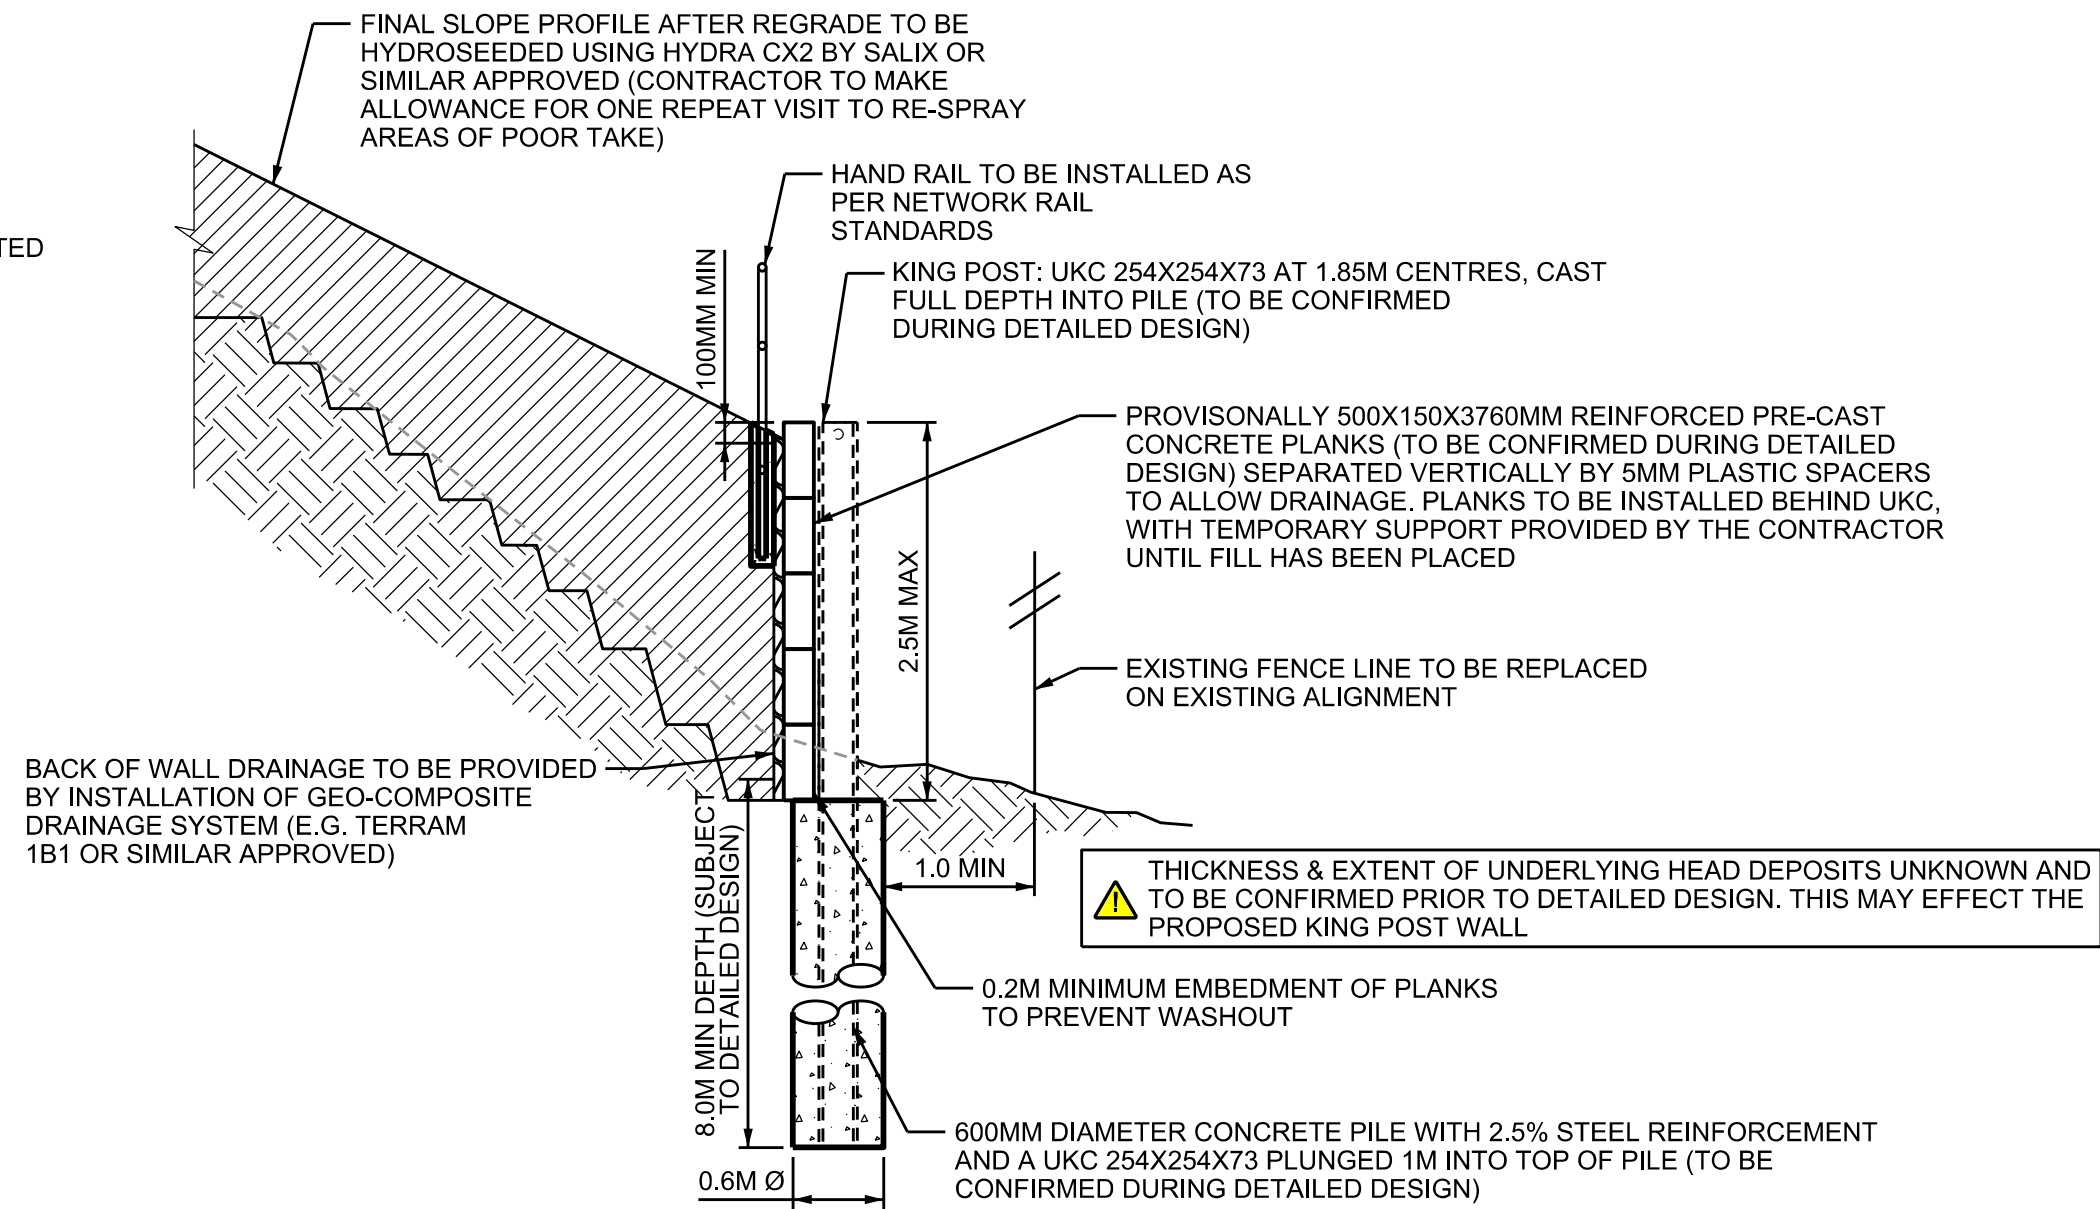 FINAL SLOPE PROFILE AFTER REGRADE TO BE
HYDROSEEDED USING HYDRA CX2 BY SALIX OR
SIMILAR APPROVED (CONTRACTOR TO MAKE
ALLOWANCE FOR ONE REPEAT VISIT TO RE-SPRAY
AREAS OF POOR TAKE)
HAND RAIL TO BE INSTALLED AS
PER NETWORK RAIL
STANDARDS
TED
100MM MIN
KING POST: UKC 254X254X73 AT 1.85M CENTRES, CAST
FULL DEPTH INTO PILE (TO BE CONFIRMED
DURING DETAILED DESIGN)
PROVISONALLY 500X150X3760MM REINFORCED PRE-CAST
CONCRETE PLANKS (TO BE CONFIRMED DURING DETAILED
DESIGN) SEPARATED VERTICALLY BY 5MM PLASTIC SPACERS
TO ALLOW DRAINAGE. PLANKS TO BE INSTALLED BEHIND UKC,
WITH TEMPORARY SUPPORT PROVIDED BY THE CONTRACTOR
UNTIL FILL HAS BEEN PLACED
2.5M MAX
EXISTING FENCE LINE TO BE REPLACED
ON EXISTING ALIGNMENT
BACK OF WALL DRAINAGE TO BE PROVIDED
BY INSTALLATION OF GEO-COMPOSITE
DRAINAGE SYSTEM (E.G. TERRAM
1B1 OR SIMILAR APPROVED)
8.0M MIN DEPTH (SUBJECT
TO DETAILED DESIGN)
1.0 MIN
THICKNESS & EXTENT OF UNDERLYING HEAD DEPOSITS UNKNOWN AND
TO BE CONFIRMED PRIOR TO DETAILED DESIGN. THIS MAY EFFECT THE
PROPOSED KING POST WALL
0.2M MINIMUM EMBEDMENT OF PLANKS
TO PREVENT WASHOUT
600MM DIAMETER CONCRETE PILE WITH 2.5% STEEL REINFORCEMENT
AND A UKC 254X254X73 PLUNGED 1M INTO TOP OF PILE (TO BE
CONFIRMED DURING DETAILED DESIGN)
0.6M Ø